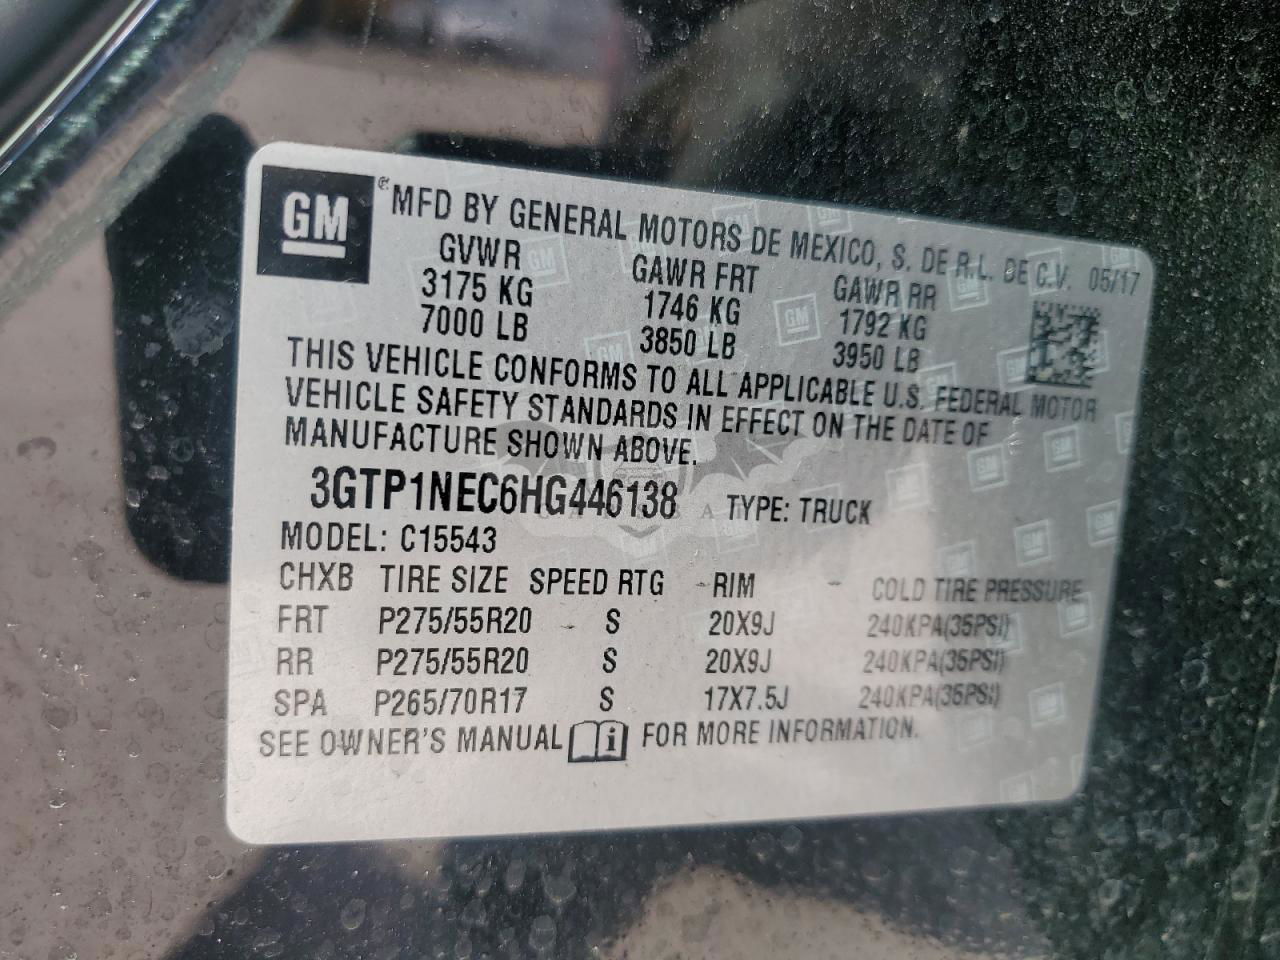 GM
® MFD BY GENERAL MOTORS DE MEXICO, S. DE R.L. DE C.V. 05/17
GVWR GAWR FRT GAWR RR
3175 KG 1746 KG 1792 KG
7000 LB 3850 LB 3950 LB
THIS VEHICLE CONFORMS TO ALL APPLICABLE U.S. FEDERAL MOTOR
VEHICLE SAFETY STANDARDS IN EFFECT ON THE DATE OF
MANUFACTURE SHOWN ABOVE.
3GTP1NEC6HG446138 TYPE: TRUCK
MODEL: C15543
CHXB TIRE SIZE SPEED RTG RIM COLD TIRE PRESSURE
FRT P275/55R20 S 20X9J 240KPA(35PSI)
RR P275/55R20 S 20X9J 240KPA(35PSI)
SPA P265/70R17 S 17X7.5J 240KPA(35PSI)
SEE OWNER'S MANUAL i FOR MORE INFORMATION.